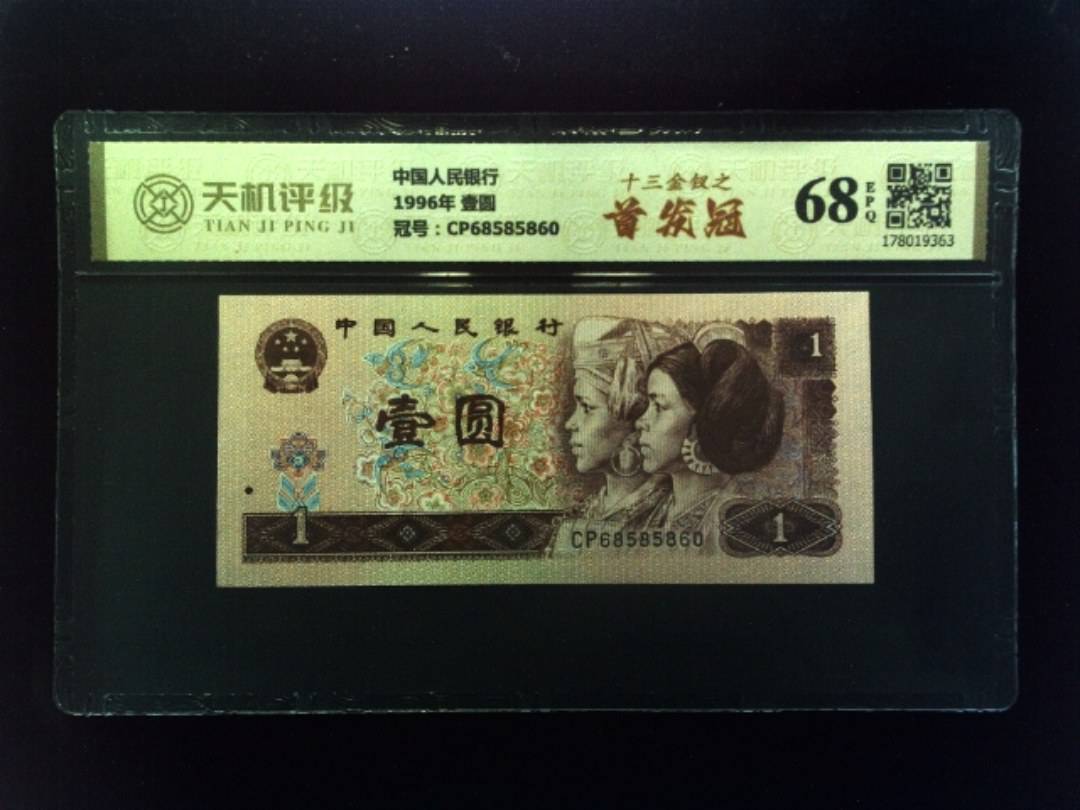 天机评级
TIAN JI PING JI
中国人民银行
1996年 壹圆
冠号：CP68585860
十三金钗之
首发冠
68
EPQ
178019363
中国人民银行
1
壹圆
1
CP68585860
1